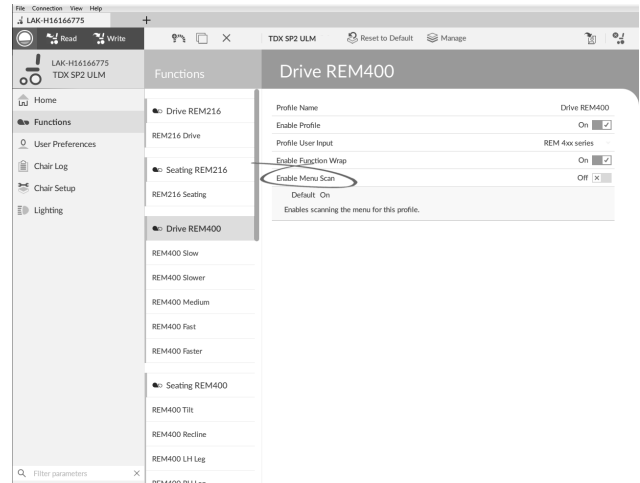 File Connection View Help
LAK-H16166775
Read Write
TDX SP2 ULM Reset to Default Manage
LAK-H16166775
TDX SP2 ULM
Home
Functions
User Preferences
Chair Log
Chair Setup
Lighting
Filter parameters
Functions
Drive REM216
REM216 Drive
Seating REM216
REM216 Seating
Drive REM400
REM400 Slow
REM400 Slower
REM400 Medium
REM400 Fast
REM400 Faster
Seating REM400
REM400 Tilt
REM400 Recline
REM400 LH Leg
REM400 RH Leg
Drive REM400
Profile Name Drive REM400
Enable Profile On
Profile User Input REM 4xx series
Enable Function Wrap On
Enable Menu Scan Off
Default On
Enables scanning the menu for this profile.